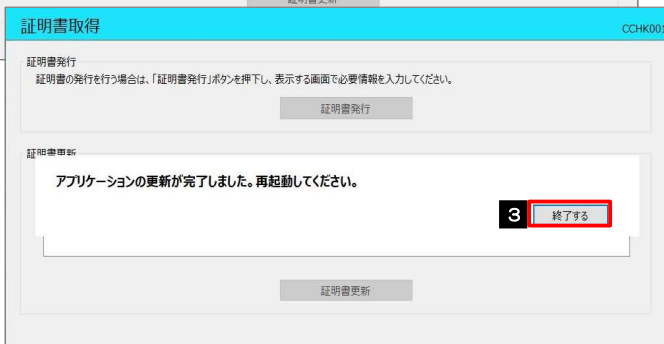 証明書更新
証明書取得
CCHK001
証明書発行
証明書の発行を行う場合は、「証明書発行」ボタンを押下し、表示する画面で必要情報を入力してください。
証明書発行
証明書更新
アプリケーションの更新が完了しました。再起動してください。
3 終了する
証明書更新